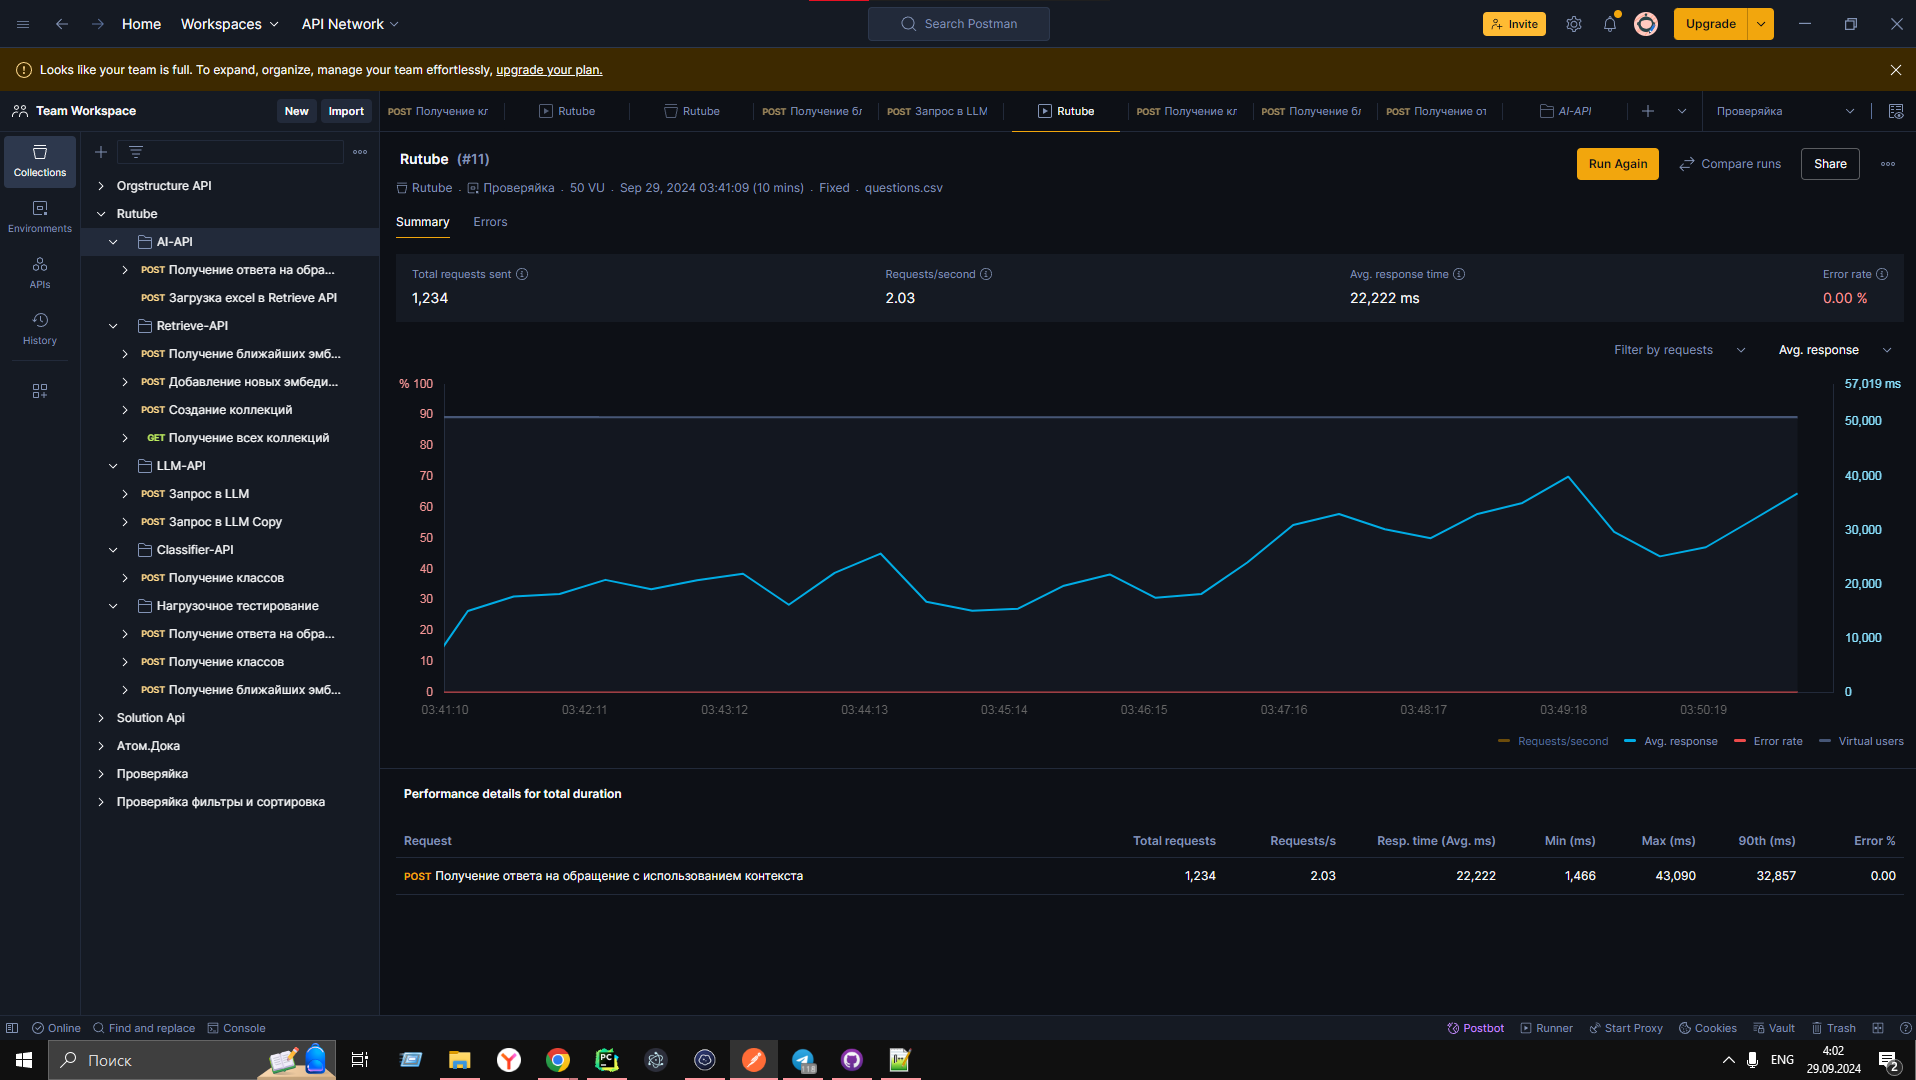 Home
Workspaces
API Network
Search Postman
Invite
Upgrade
Looks like your team is full. To expand, organize, manage your team effortlessly, upgrade your plan.
Team Workspace
New
Import
POST Получение кл
Rutube
Rutube
POST Получение бл
POST Запрос в LLM
Rutube
POST Получение кл
POST Получение бл
POST Получение от
AI-API
Проверяйка
Collections
Environments
APIs
History
Orgstructure API
Rutube
AI-API
POST Получение ответа на обра...
POST Загрузка excel в Retrieve API
Retrieve-API
POST Получение ближайших эмб...
POST Добавление новых эмбеди...
POST Создание коллекций
GET Получение всех коллекций
LLM-API
POST Запрос в LLM
POST Запрос в LLM Copy
Classifier-API
POST Получение классов
Нагрузочное тестирование
POST Получение ответа на обра...
POST Получение классов
POST Получение ближайших эмб...
Solution Api
Атом.Дока
Проверяйка
Проверяйка фильтры и сортировка
Rutube (#11)
Run Again
Compare runs
Share
Rutube . Проверяйка . 50 VU . Sep 29, 2024 03:41:09 (10 mins) . Fixed . questions.csv
Summary
Errors
Total requests sent
1,234
Requests/second
2.03
Avg. response time
22,222 ms
Error rate
0.00 %
Filter by requests
Avg. response
% 100
90
80
70
60
50
40
30
20
10
0
57,019 ms
50,000
40,000
30,000
20,000
10,000
0
03:41:10
03:42:11
03:43:12
03:44:13
03:45:14
03:46:15
03:47:16
03:48:17
03:49:18
03:50:19
Requests/second
Avg. response
Error rate
Virtual users
Performance details for total duration
Request Total requests Requests/s Resp. time (Avg. ms) Min (ms) Max (ms) 90th (ms) Error %
POST Получение ответа на обращение с использованием контекста 1,234 2.03 22,222 1,466 43,090 32,857 0.00
Online
Find and replace
Console
Postbot
Runner
Start Proxy
Cookies
Vault
Trash
Поиск
PC
ENG
4:02
29.09.2024
2